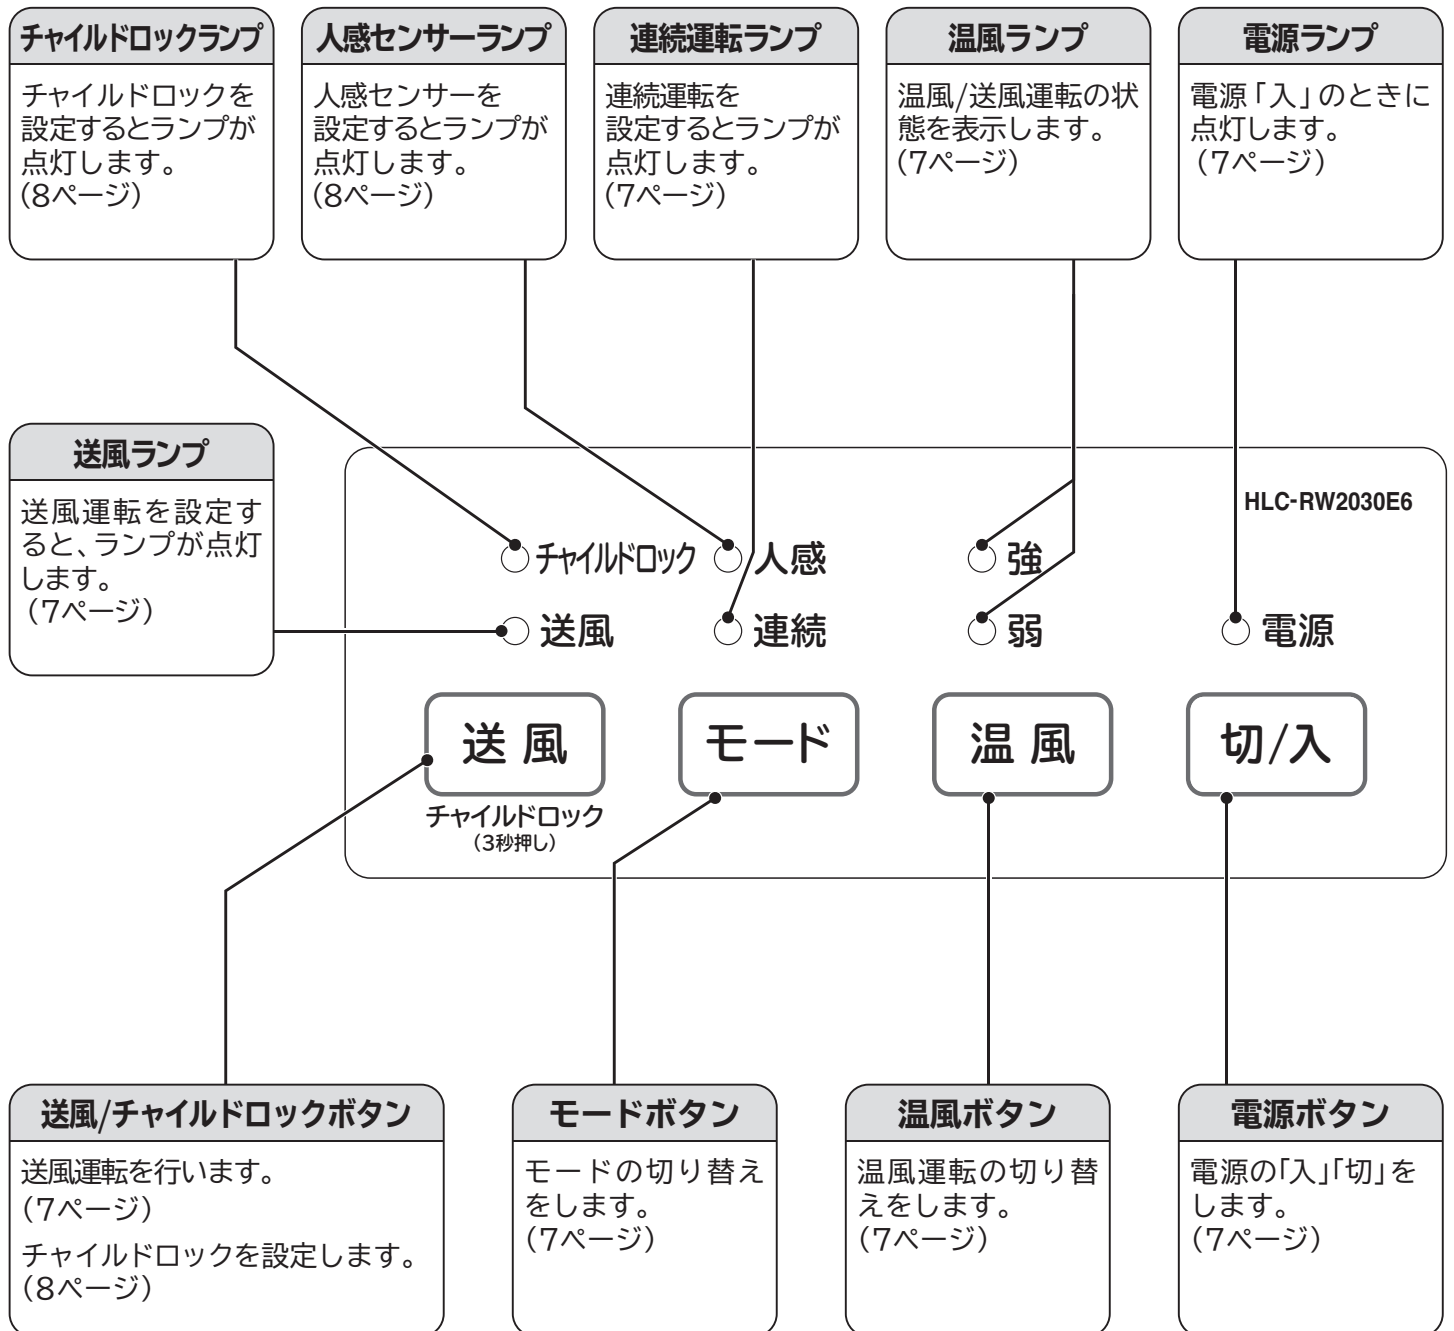 チャイルドロックランプ
チャイルドロックを
設定するとランプが
点灯します。
（8ページ）
人感センサーランプ
人感センサーを
設定するとランプが
点灯します。
（8ページ）
連続運転ランプ
連続運転を
設定するとランプが
点灯します。
（7ページ）
温風ランプ
温風/送風運転の状
態を表示します。
（7ページ）
電源ランプ
電源「入」のときに
点灯します。
（7ページ）
送風ランプ
送風運転を設定す
ると、ランプが点灯
します。
（7ページ）
HLC-RW2030E6
チャイルドロック 人感 強
送風 連続 弱 電源
送風 モード 温風 切/入
チャイルドロック
（3秒押し）
送風/チャイルドロックボタン
送風運転を行います。
（7ページ）
チャイルドロックを設定します。
（8ページ）
モードボタン
モードの切り替え
をします。
（7ページ）
温風ボタン
温風運転の切り替
えをします。
（7ページ）
電源ボタン
電源の「入」「切」を
します。
（7ページ）